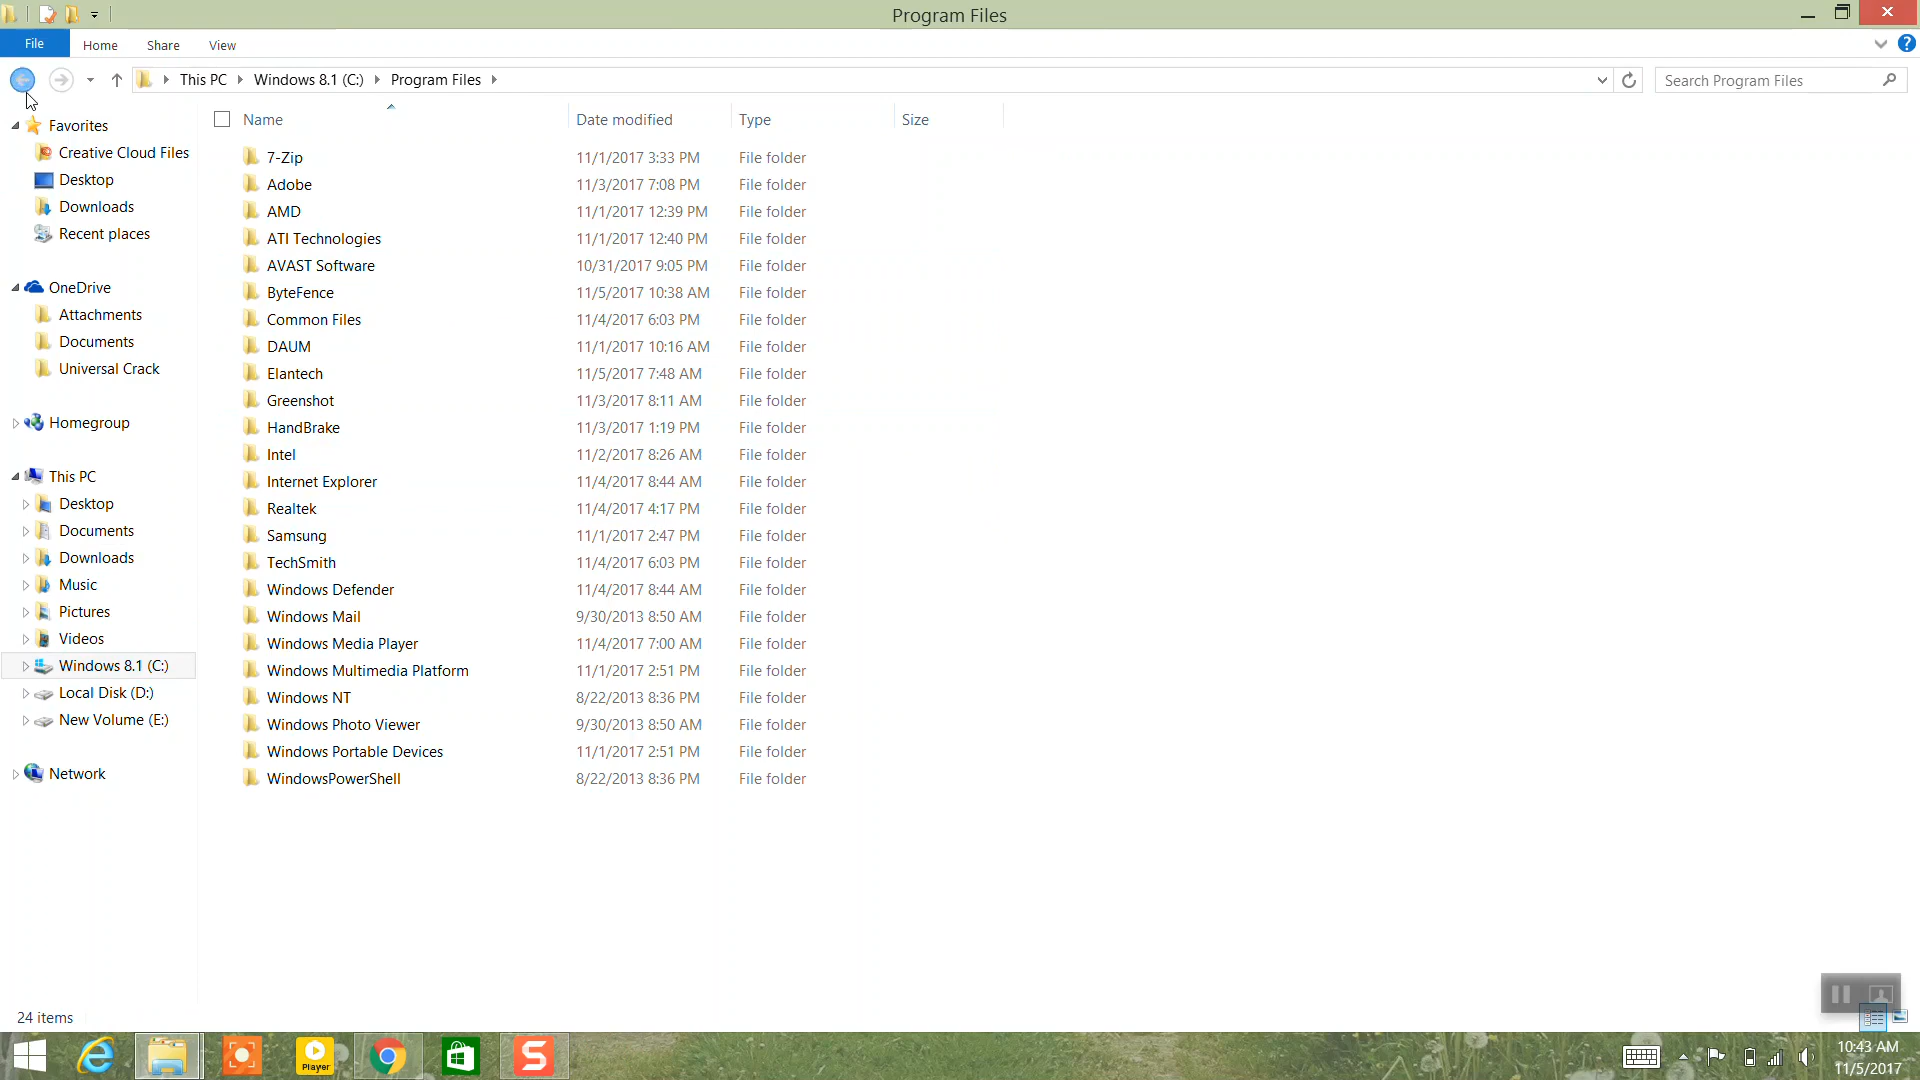 Program Files
File Home Share View
This PC Windows 8.1 (C:) Program Files
Search Program Files
Favorites
Creative Cloud Files
Desktop
Downloads
Recent places
OneDrive
Attachments
Documents
Universal Crack
Homegroup
This PC
Desktop
Documents
Downloads
Music
Pictures
Videos
Windows 8.1 (C:)
Local Disk (D:)
New Volume (E:)
Network
Name Date modified Type Size
7-Zip 11/1/2017 3:33 PM File folder
Adobe 11/3/2017 7:08 PM File folder
AMD 11/1/2017 12:39 PM File folder
ATI Technologies 11/1/2017 12:40 PM File folder
AVAST Software 10/31/2017 9:05 PM File folder
ByteFence 11/5/2017 10:38 AM File folder
Common Files 11/4/2017 6:03 PM File folder
DAUM 11/1/2017 10:16 AM File folder
Elantech 11/5/2017 7:48 AM File folder
Greenshot 11/3/2017 8:11 AM File folder
HandBrake 11/3/2017 1:19 PM File folder
Intel 11/2/2017 8:26 AM File folder
Internet Explorer 11/4/2017 8:44 AM File folder
Realtek 11/4/2017 4:17 PM File folder
Samsung 11/1/2017 2:47 PM File folder
TechSmith 11/4/2017 6:03 PM File folder
Windows Defender 11/4/2017 8:44 AM File folder
Windows Mail 9/30/2013 8:50 AM File folder
Windows Media Player 11/4/2017 7:00 AM File folder
Windows Multimedia Platform 11/1/2017 2:51 PM File folder
Windows NT 8/22/2013 8:36 PM File folder
Windows Photo Viewer 9/30/2013 8:50 AM File folder
Windows Portable Devices 11/1/2017 2:51 PM File folder
WindowsPowerShell 8/22/2013 8:36 PM File folder
24 items
Player
10:43 AM
11/5/2017